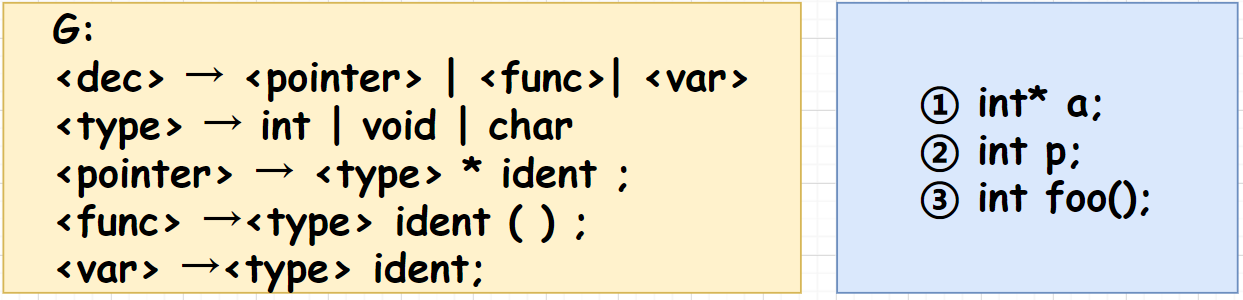 G:
<dec> → <pointer> | <func>| <var>
<type> → int | void | char
<pointer> → <type> * ident ;
<func> →<type> ident ( ) ;
<var> →<type> ident;
① int* a;
② int p;
③ int foo();